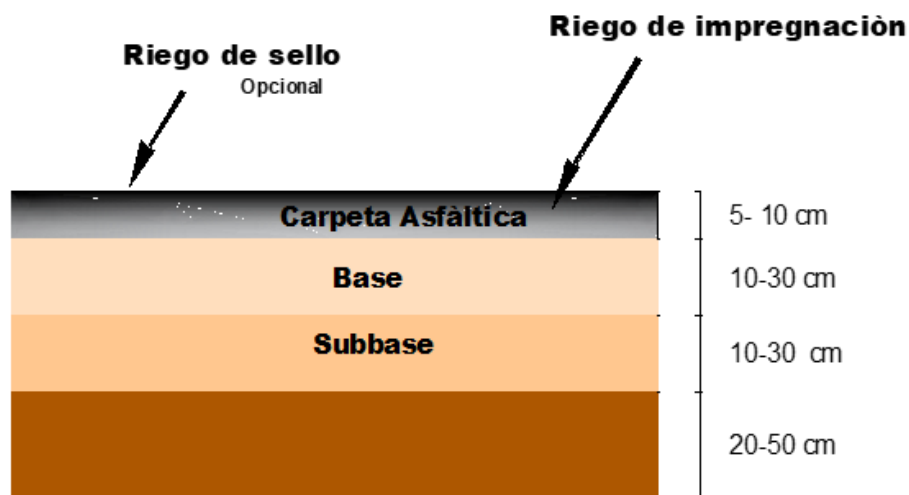 Riego de impregnaciòn
Riego de sello
Opcional
Carpeta Asfàltica
5- 10 cm
Base
10-30 cm
Subbase
10-30 cm
20-50 cm